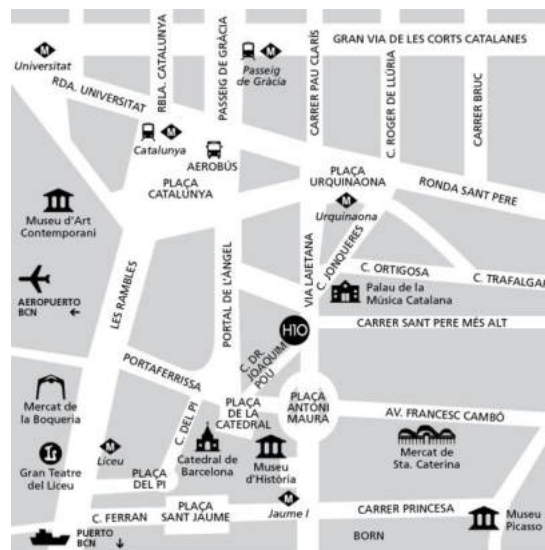 GRAN VIA DE LES CORTS CATALANES
M
Universitat
RDA. UNIVERSITAT
RBLA. CATALUNYA
PASSEIG DE GRÀCIA
M
Passeig
de Gràcia
CARRER PAU CLARÍS
C. ROGER DE LLÚRIA
CARRER BRUC
M
Catalunya
AEROBÚS
PLAÇA
CATALUNYA
PLAÇA
URQUINAONA
RONDA SANT PERE
M
Urquinaona
Museu d'Art
Contemporani
C. JONQUERES
C. ORTIGOSA
C. TRAFALGAR
AEROPUERTO
BCN ←
LES RAMBLES
PORTAL DE L'ÀNGEL
VIA LAIETANA
Palau de la
Música Catalana
H10
CARRER SANT PERE MÉS ALT
PORTAFERRISSA
C. DR.
JOAQUIM
POU
Mercat de
la Boqueria
C. DEL PI
PLAÇA
DE LA
CATEDRAL
PLAÇA
ANTONI
MAURA
AV. FRANCESC CAMBÓ
Mercat de
Sta. Caterina
Gran Teatre
del Liceu
M
Liceu
PLAÇA
DEL PI
Catedral de
Barcelona
Museu
d'Història
C. FERRAN
PLAÇA
SANT JAUME
M
Jaume I
CARRER PRINCESA
Museu
Picasso
PUERTO
BCN ↓
BORN